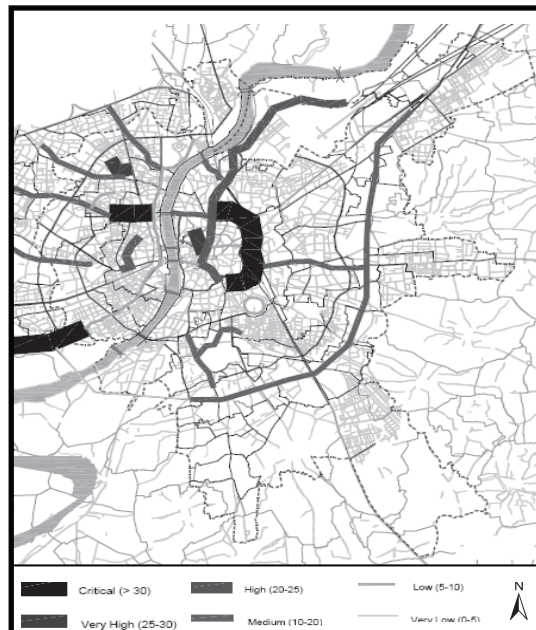 Critical (> 30)
High (20-25)
Low (5-10)
N
Very High (25-30)
Medium (10-20)
Very Low (0-5)